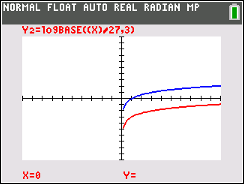 NORMAL FLOAT AUTO REAL RADIAN MP
Y2=logBASE((X)/27,3)
X=0 Y=